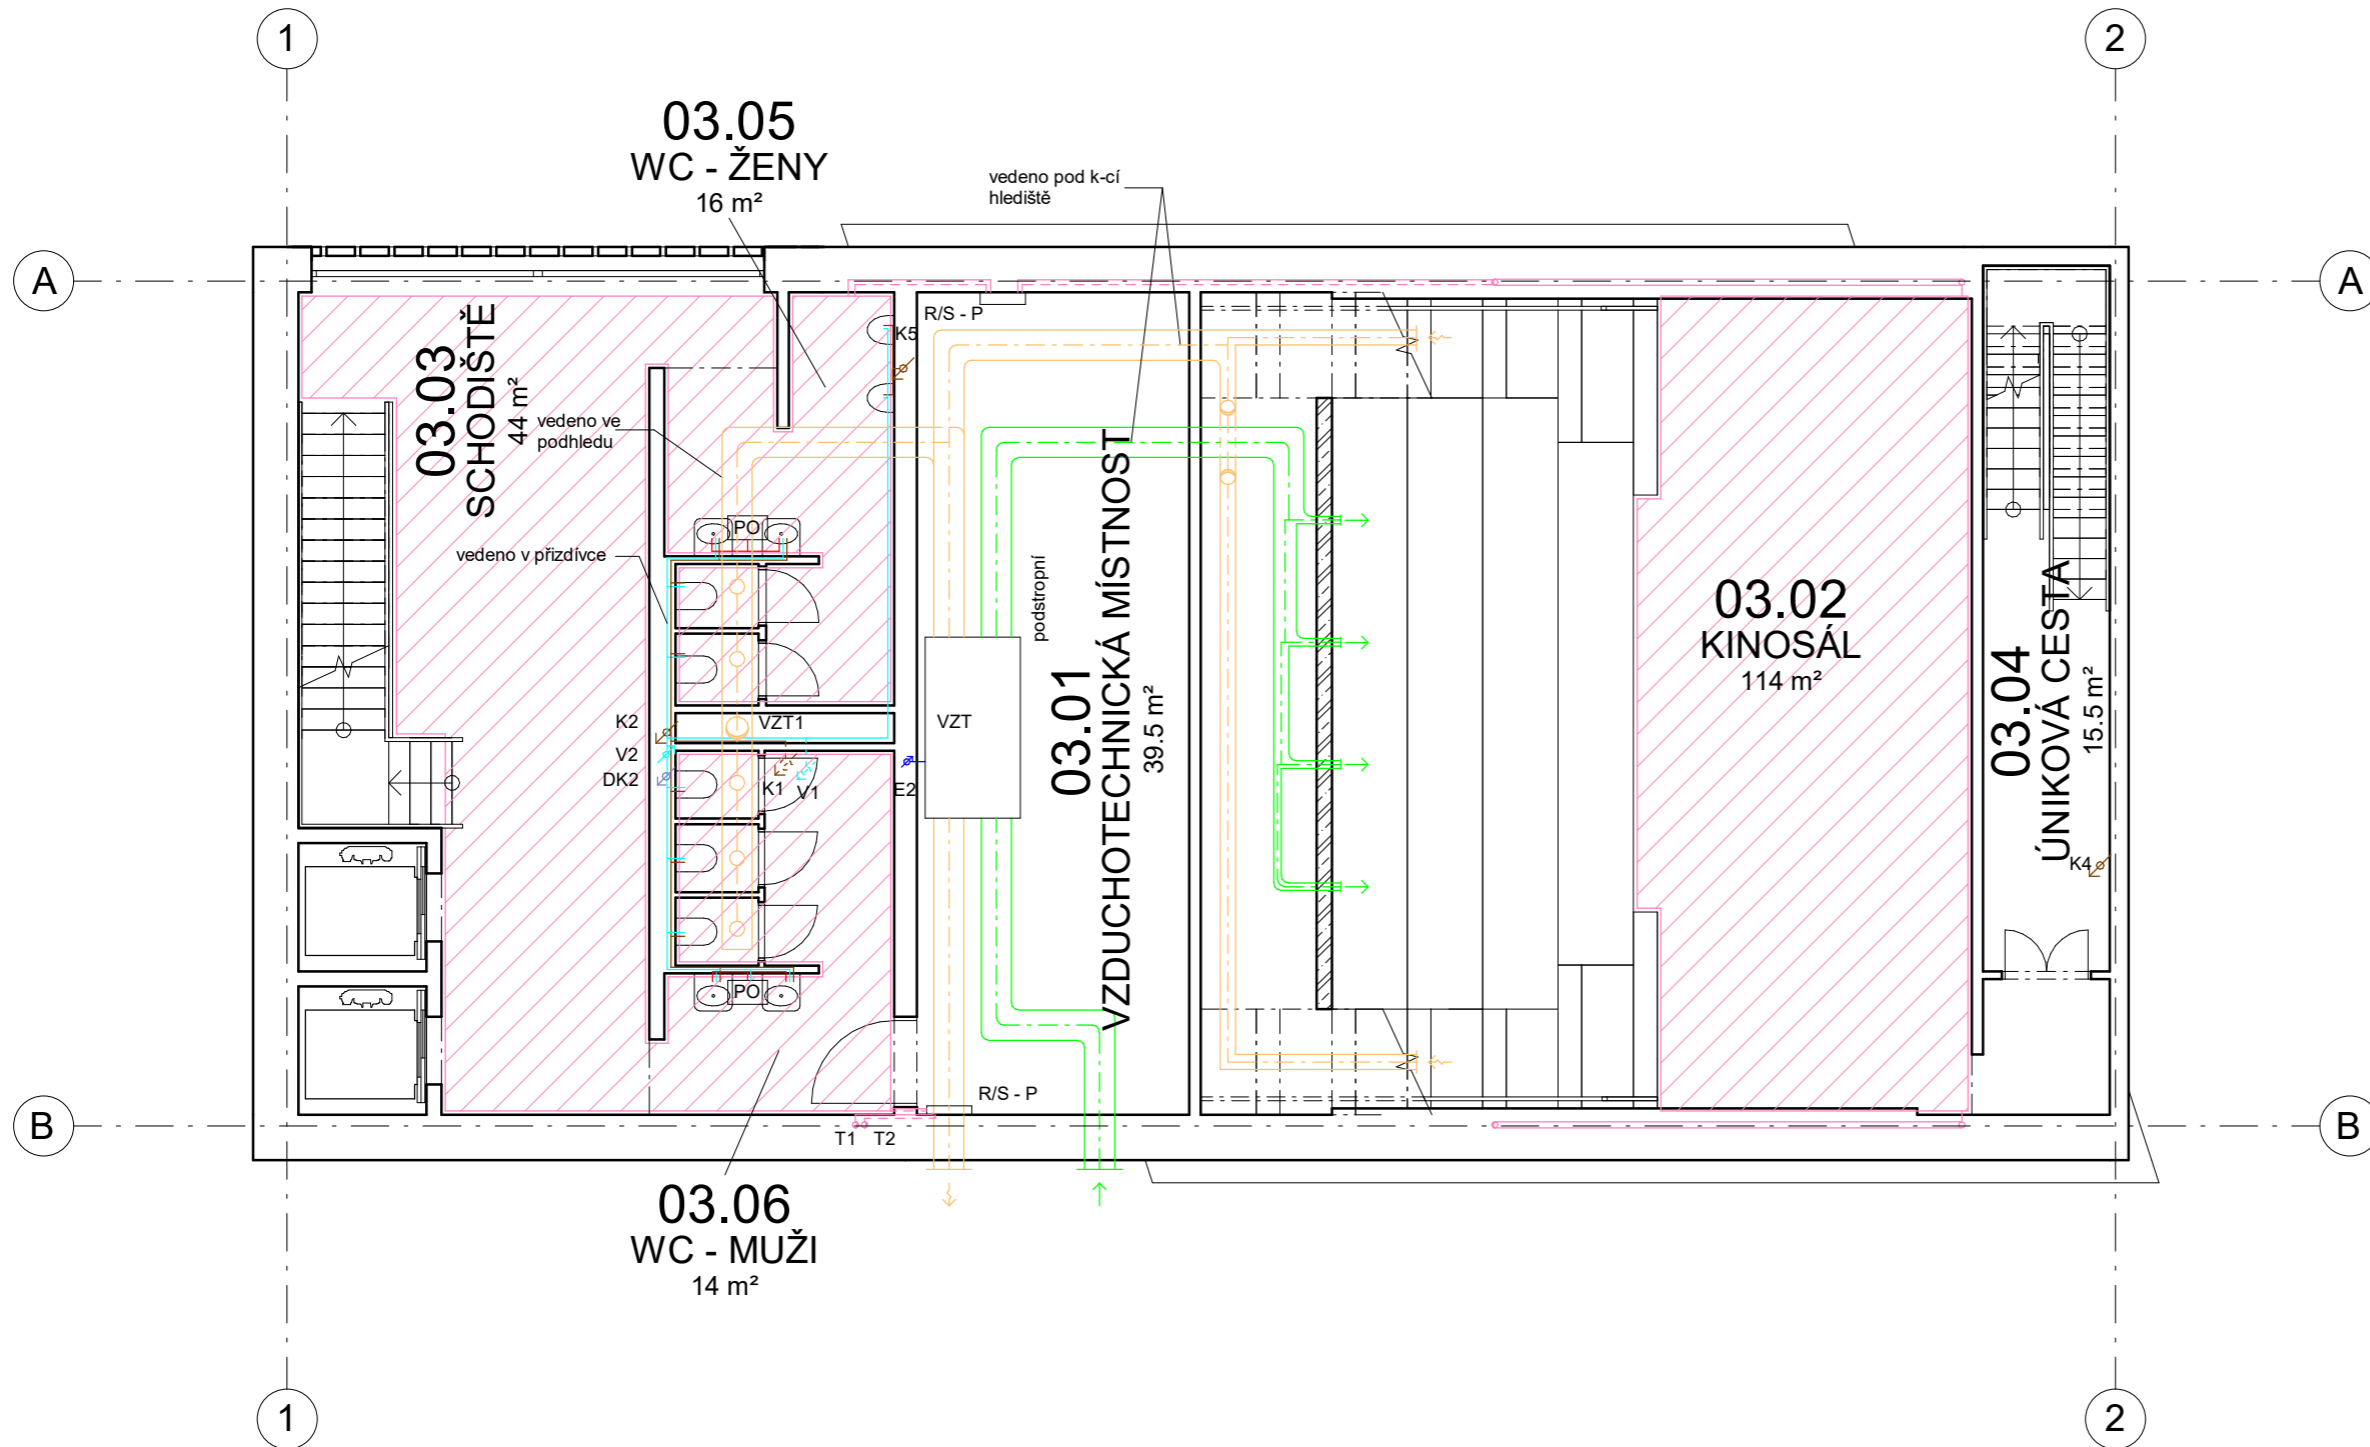 1
2
03.05
WC - ŽENY
16 m²
vedeno pod k-cí
hlediště
A
A
R/S - P
K5
03.03
SCHODIŠTĚ
44 m²
vedeno ve
podhledu
vedeno v přizdívce
PO
podstropní
03.01
VZDUCHOTECHNICKÁ MÍSTNOST
39.5 m²
03.02
KINOSÁL
114 m²
03.04
ÚNIKOVÁ CESTA
15.5 m²
K2
VZT1
VZT
V2
DK2
K1
V1
E2
K4
PO
R/S - P
T1
T2
B
B
03.06
WC - MUŽI
14 m²
1
2